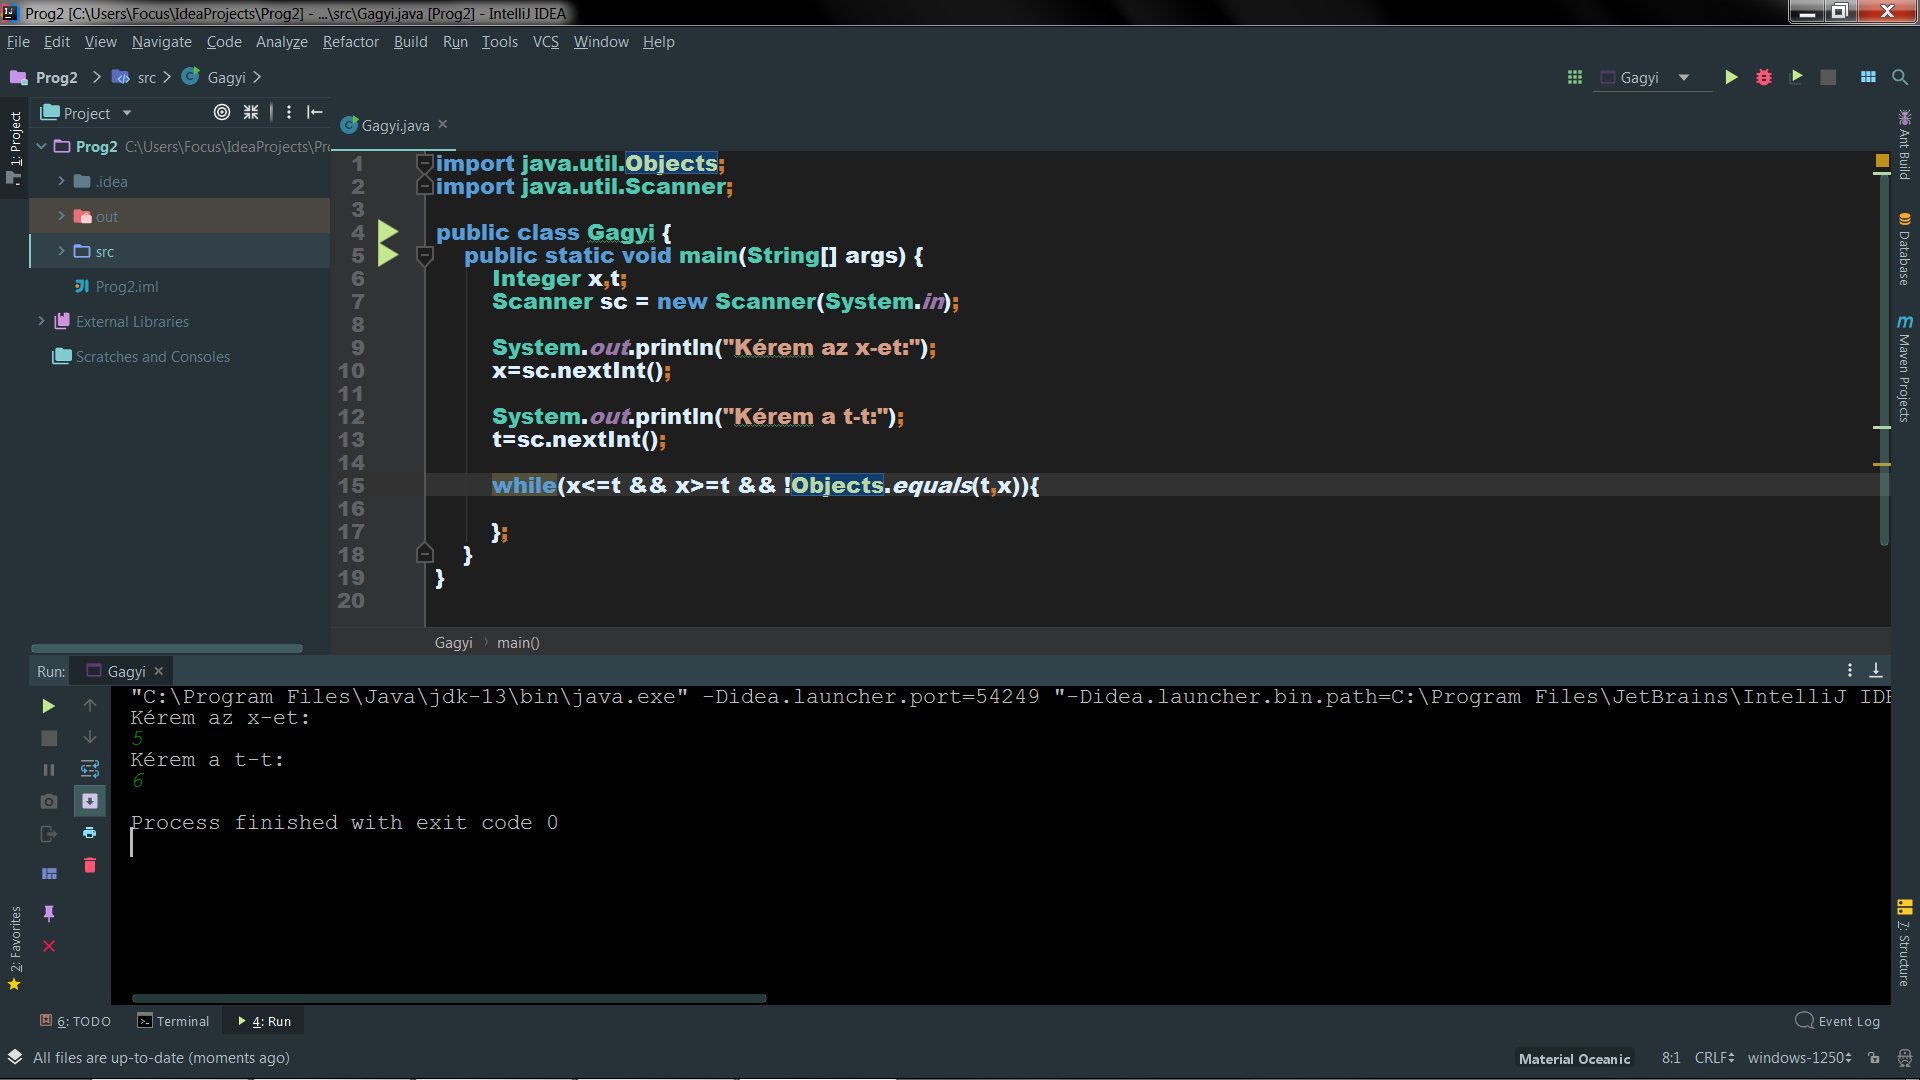 Prog2 [C:\Users\Focus\IdeaProjects\Prog2] - ...\src\Gagyi.java [Prog2] - IntelliJ IDEA
File Edit View Navigate Code Analyze Refactor Build Run Tools VCS Window Help
Prog2 src Gagyi
Gagyi
1: Project
Project
Gagyi.java
Prog2 C:\Users\Focus\IdeaProjects\Pr
.idea
out
src
Prog2.iml
External Libraries
Scratches and Consoles
1 import java.util.Objects;
2 import java.util.Scanner;
3
4 public class Gagyi {
5 public static void main(String[] args) {
6 Integer x,t;
7 Scanner sc = new Scanner(System.in);
8
9 System.out.println("Kérem az x-et:");
10 x=sc.nextInt();
11
12 System.out.println("Kérem a t-t:");
13 t=sc.nextInt();
14
15 while(x<=t && x>=t && !Objects.equals(t,x)){
16
17 };
18 }
19 }
20
Gagyi main()
Ant Build
Database
Maven Projects
Run: Gagyi
"C:\Program Files\Java\jdk-13\bin\java.exe" -Didea.launcher.port=54249 "-Didea.launcher.bin.path=C:\Program Files\JetBrains\IntelliJ IDE
Kérem az x-et:
5
Kérem a t-t:
6
Process finished with exit code 0
2: Favorites
7: Structure
6: TODO Terminal 4: Run Event Log
All files are up-to-date (moments ago) Material Oceanic 8:1 CRLF windows-1250